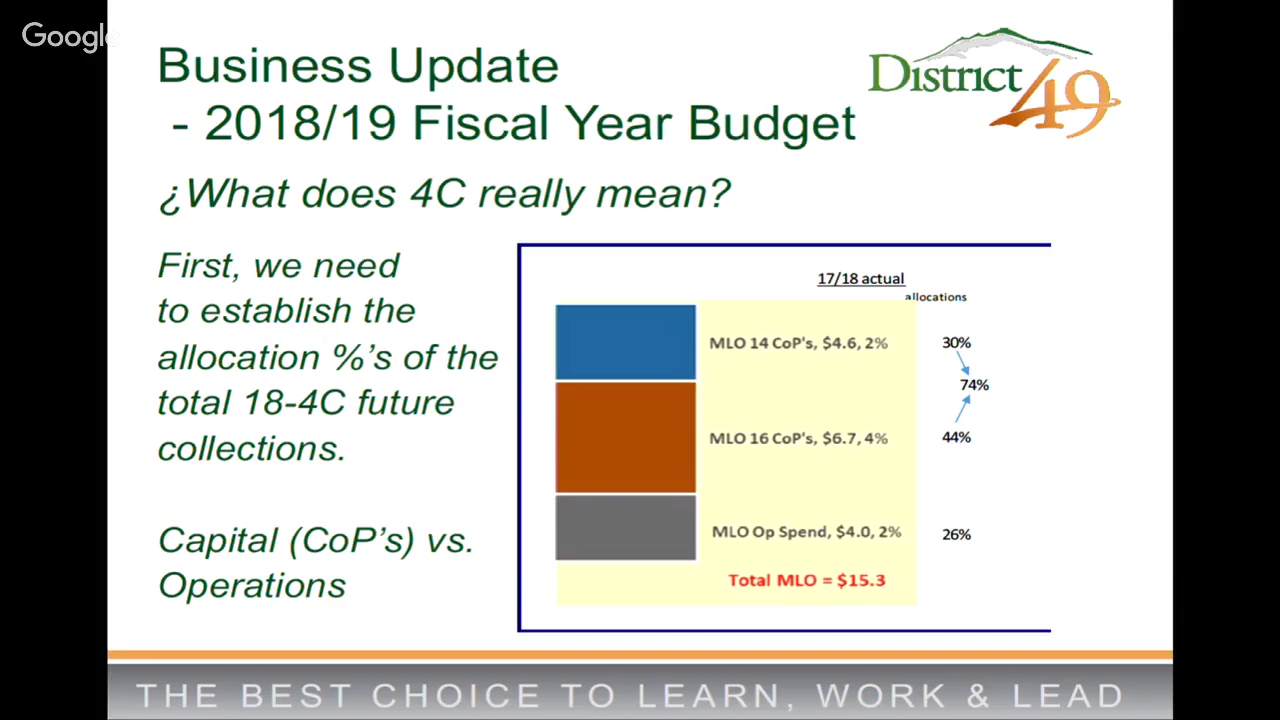 Google
Business Update
- 2018/19 Fiscal Year Budget
District 49
¿What does 4C really mean?
First, we need
to establish the
allocation %'s of the
total 18-4C future
collections.
Capital (CoP's) vs.
Operations
17/18 actual
allocations
MLO 14 CoP's, $4.6, 2%
30%
74%
MLO 16 CoP's, $6.7, 4%
44%
MLO Op Spend, $4.0, 2%
26%
Total MLO = $15.3
THE BEST CHOICE TO LEARN, WORK & LEAD